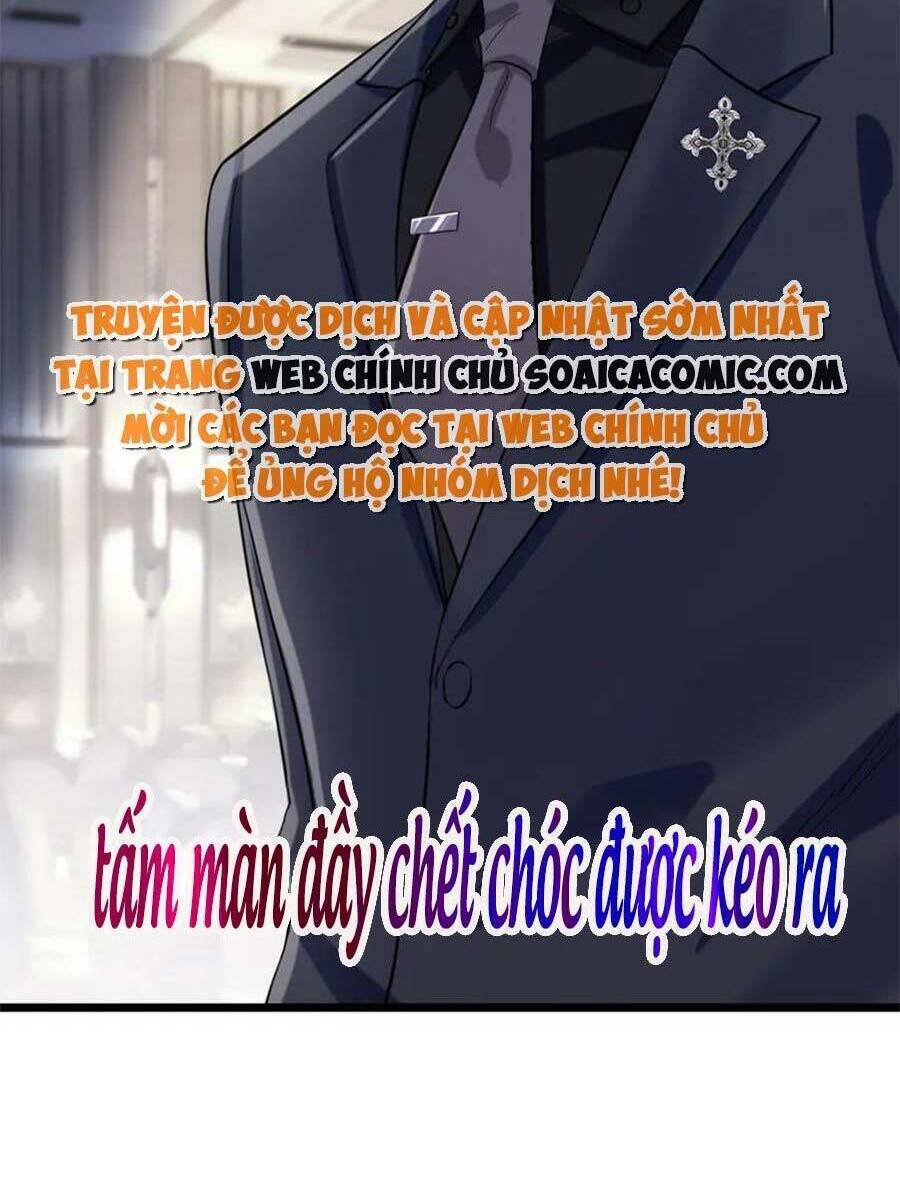 TRUYỆN ĐƯỢC DỊCH VÀ CẬP NHẬT SỚM NHẤT
TẠI TRANG WEB CHÍNH CHỦ SOAICACOMIC.COM
MỜI CÁC BẠN ĐỌC TẠI WEB CHÍNH CHỦ
ĐỂ ỦNG HỘ NHÓM DỊCH NHÉ!
tấm màn đầy chết chóc được kéo ra